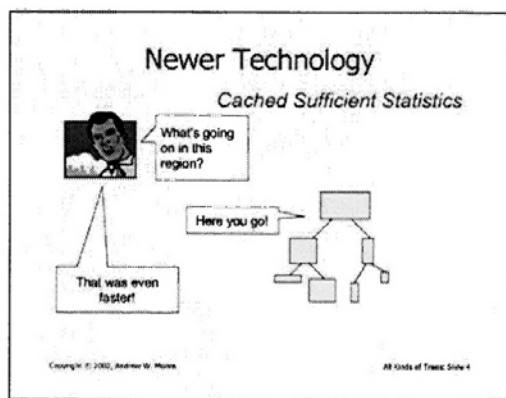 Newer Technology
Cached Sufficient Statistics
What's going
on in this
region?
Here you go!
That was even
faster!
Copyright © 2002, Andrew W. Moore
All Kinds of Trees: Slide 4